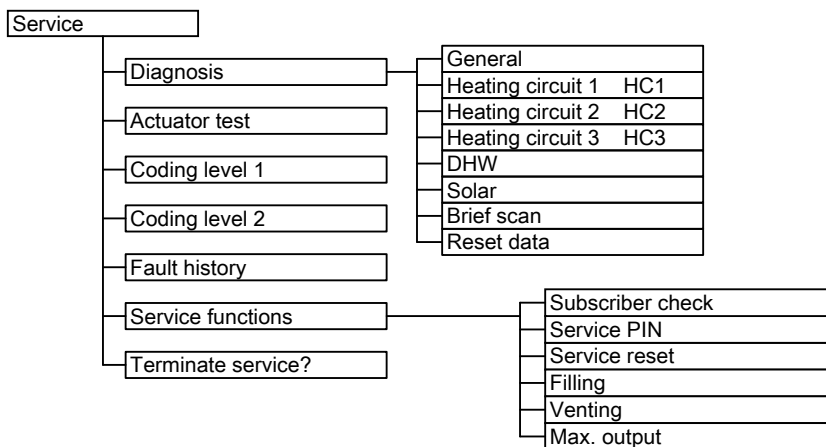 Service
Diagnosis
General
Heating circuit 1 HC1
Heating circuit 2 HC2
Heating circuit 3 HC3
DHW
Solar
Brief scan
Reset data
Actuator test
Coding level 1
Coding level 2
Fault history
Service functions
Subscriber check
Service PIN
Service reset
Filling
Venting
Max. output
Terminate service?